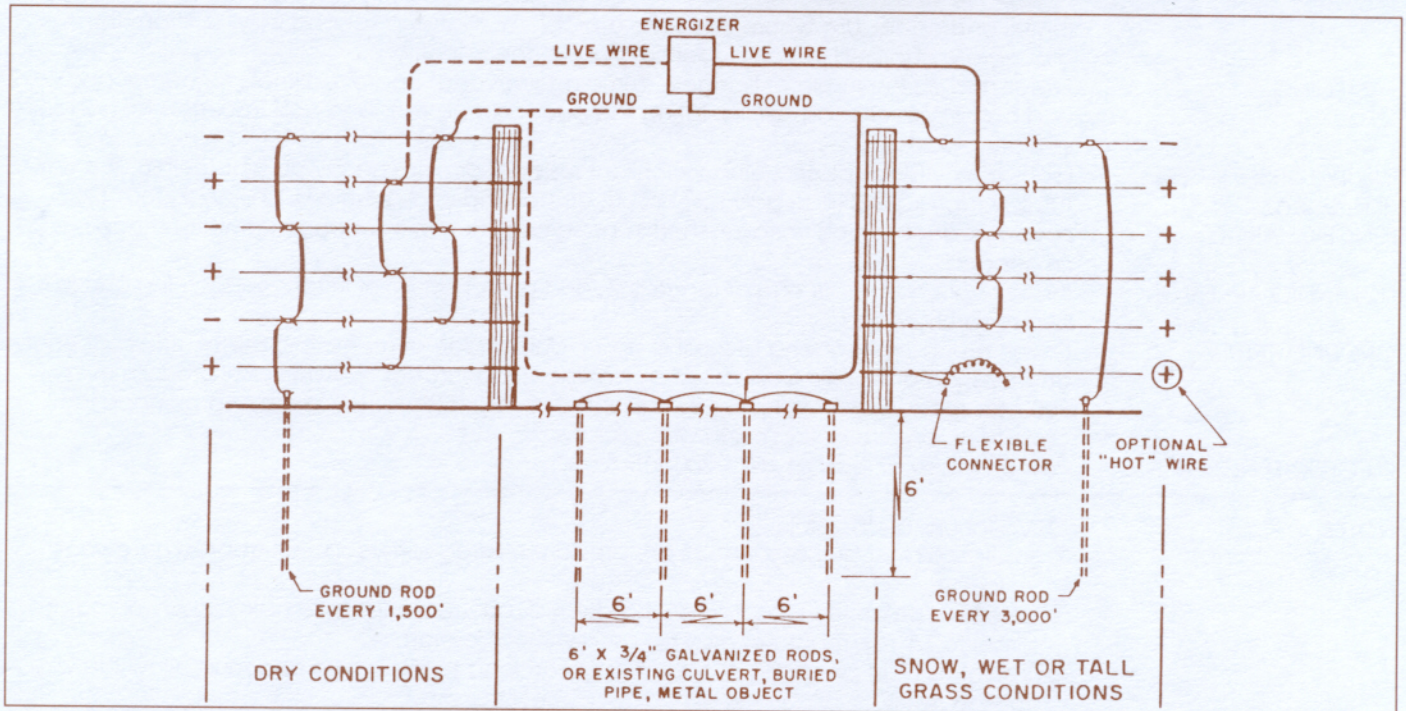 ENERGIZER
LIVE WIRE LIVE WIRE
GROUND GROUND
- -
+ +
- +
+ +
- +
+ +
FLEXIBLE
CONNECTOR
OPTIONAL
"HOT" WIRE
6'
GROUND ROD
EVERY 1,500'
6' 6' 6'
GROUND ROD
EVERY 3,000'
DRY CONDITIONS
6' X 3/4" GALVANIZED RODS,
OR EXISTING CULVERT, BURIED
PIPE, METAL OBJECT
SNOW, WET OR TALL
GRASS CONDITIONS